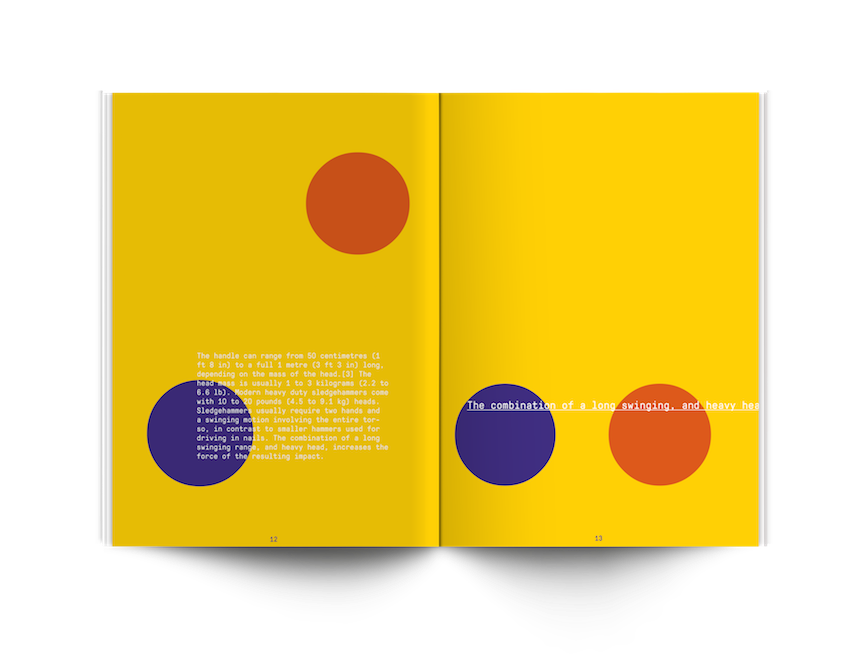 The handle can range from 50 centimetres (1
ft 8 in) to a full 1 metre (3 ft 3 in) long,
depending on the mass of the head.[3] The
head mass is usually 1 to 3 kilograms (2.2 to
6.6 lb). Modern heavy duty sledgehammers come
with 10 to 20 pounds (4.5 to 9.1 kg) heads.
Sledgehammers usually require two hands and
a swinging motion involving the entire tor-
so, in contrast to smaller hammers used for
driving in nails. The combination of a long
swinging range, and heavy head, increases the
force of the resulting impact.
12
The combination of a long swinging, and heavy hea
13